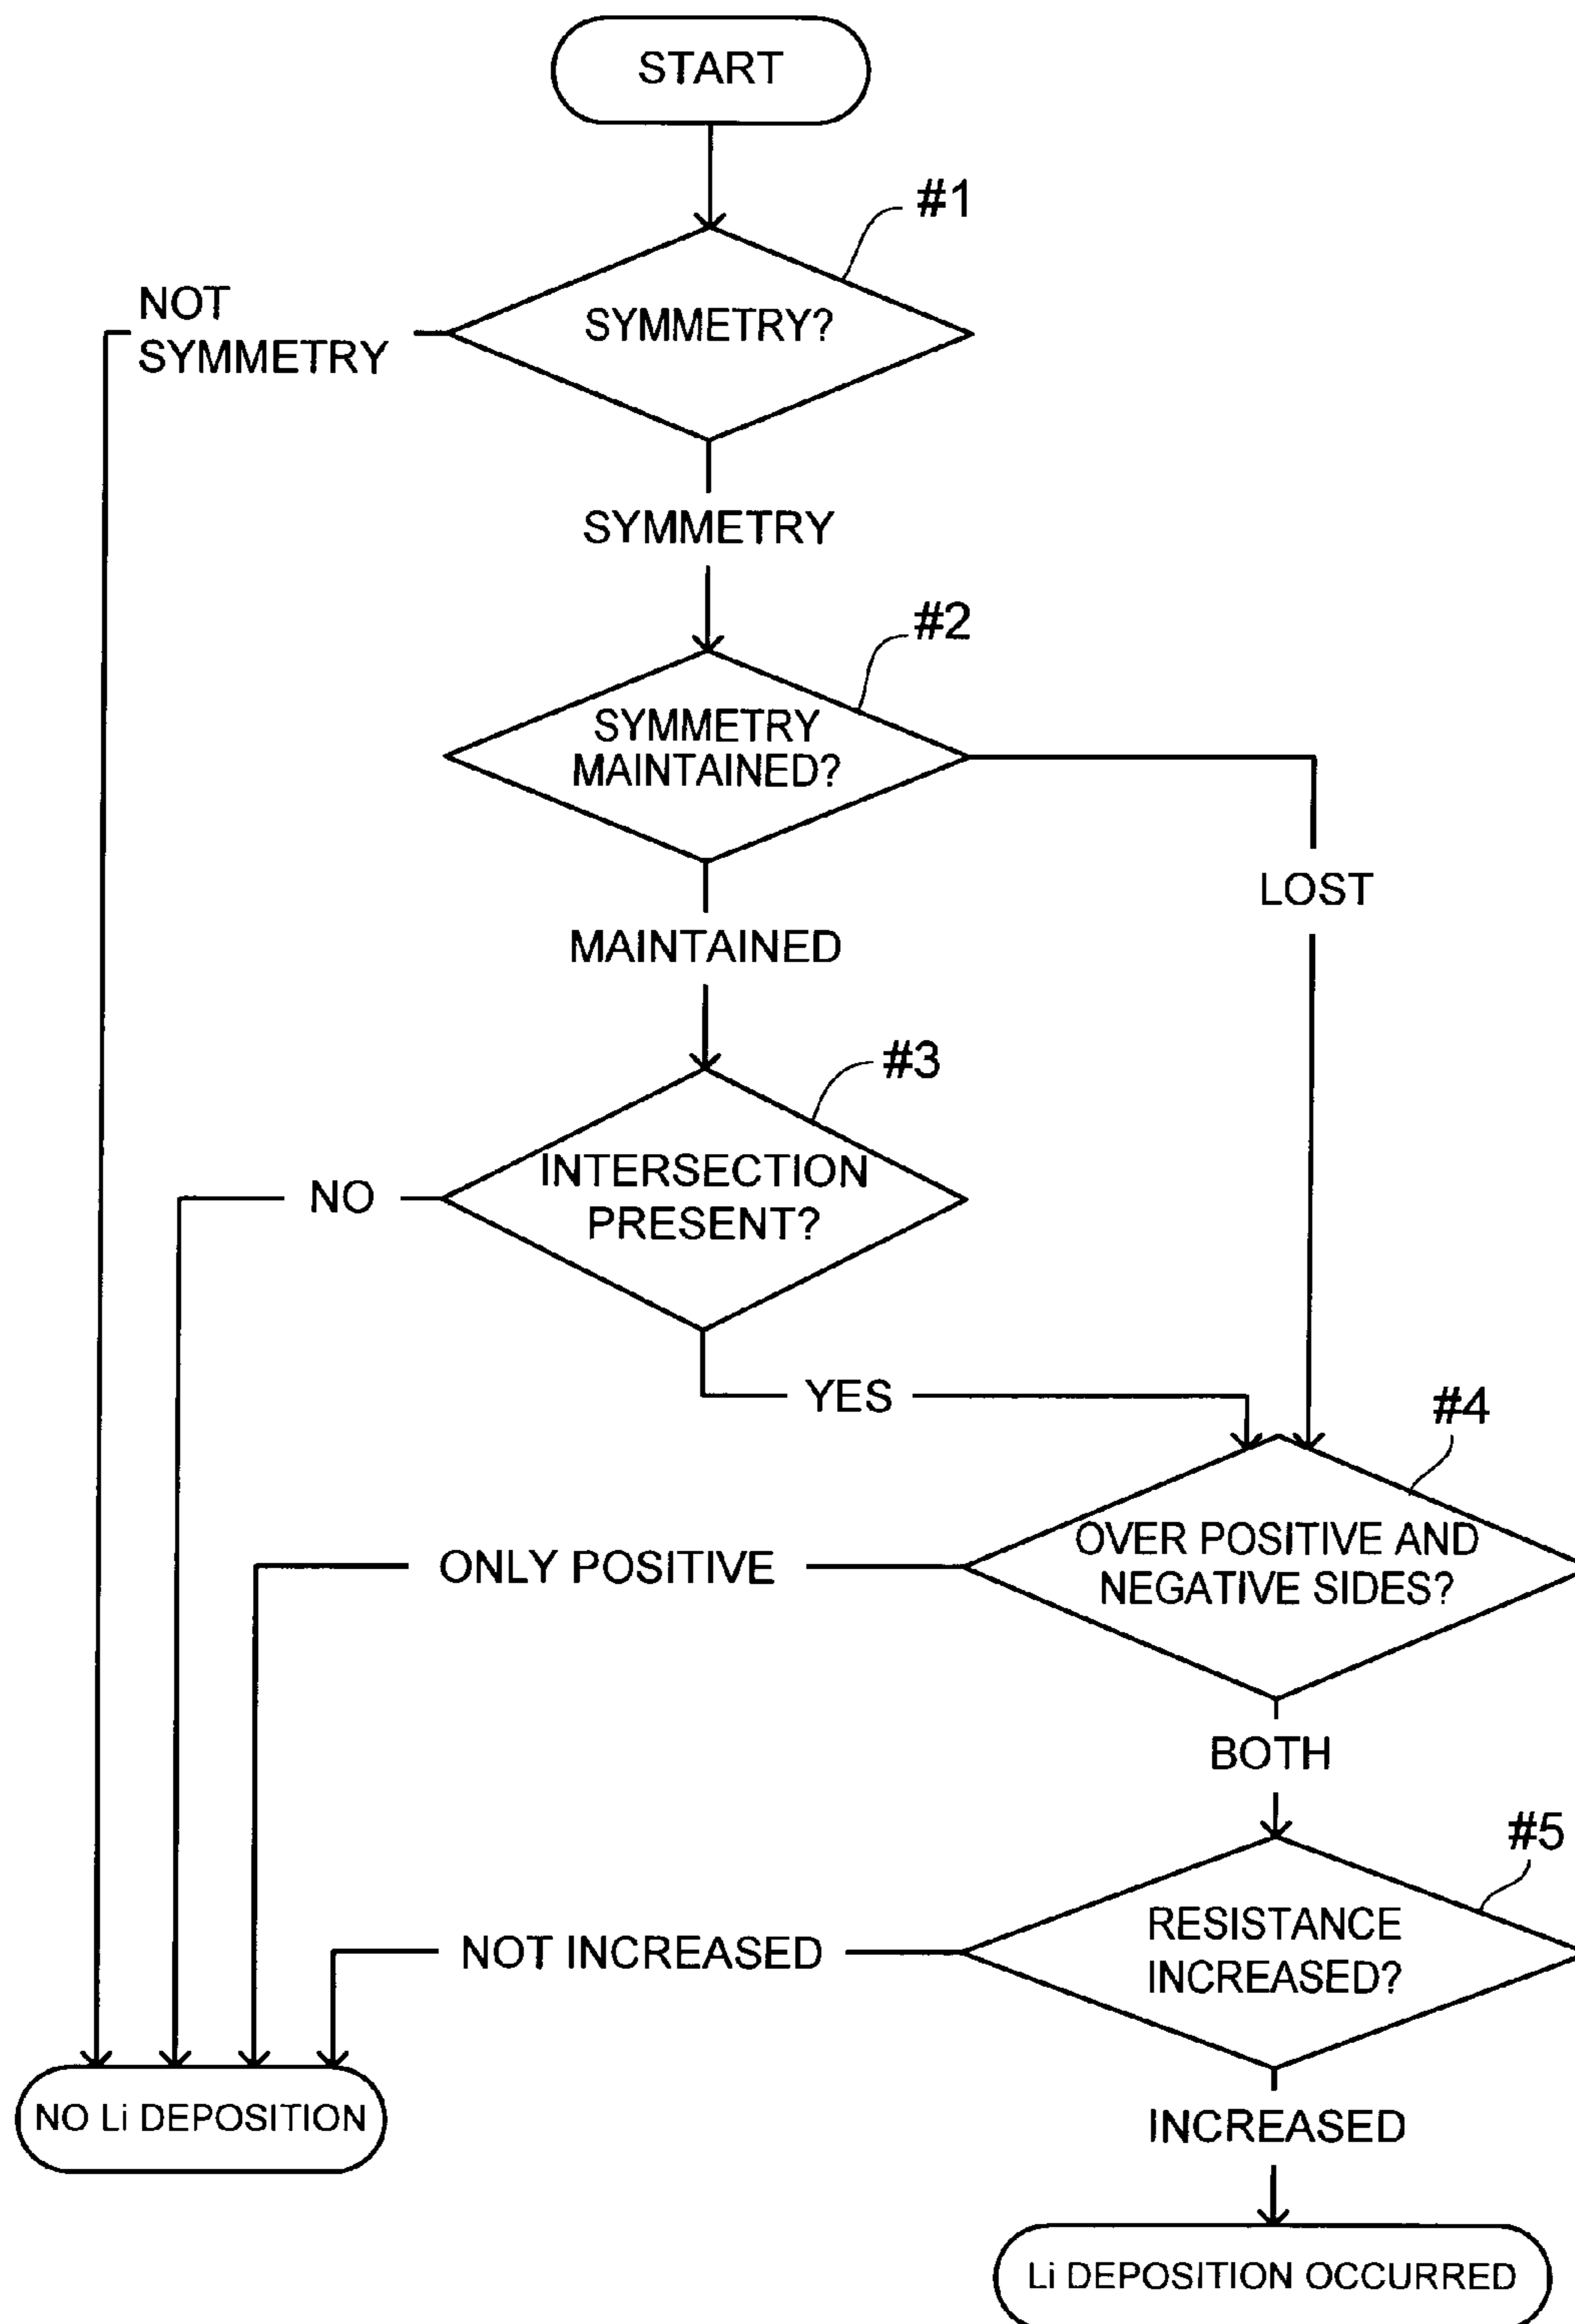 START
#1
NOT
SYMMETRY
SYMMETRY?
SYMMETRY
#2
SYMMETRY
MAINTAINED?
LOST
MAINTAINED
#3
INTERSECTION
PRESENT?
NO
YES
#4
OVER POSITIVE AND
NEGATIVE SIDES?
ONLY POSITIVE
BOTH
#5
RESISTANCE
INCREASED?
NOT INCREASED
NO Li DEPOSITION
INCREASED
Li DEPOSITION OCCURRED